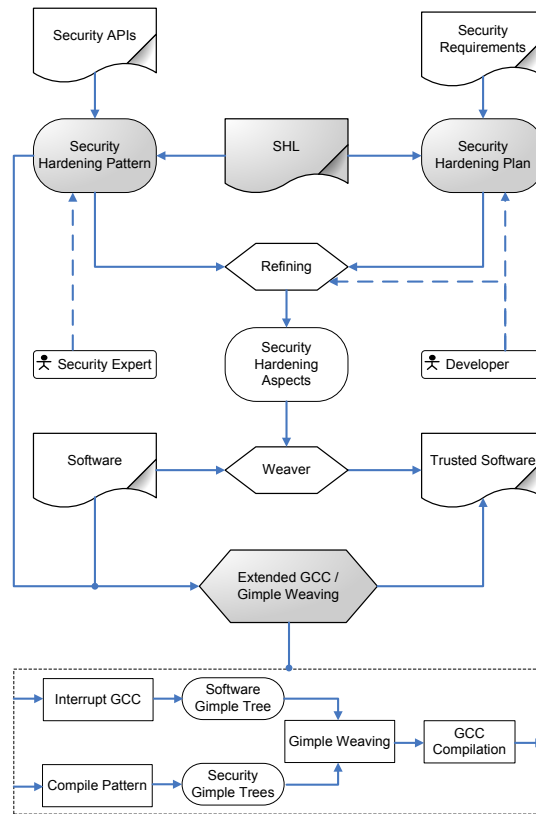 Security APIs
Security
Requirements
Security
Hardening Pattern
SHL
Security
Hardening Plan
Refining
Security
Hardening
Aspects
Security Expert
Developer
Software
Weaver
Trusted Software
Extended GCC /
Gimple Weaving
Interrupt GCC
Software
Gimple Tree
Gimple Weaving
GCC
Compilation
Compile Pattern
Security
Gimple Trees